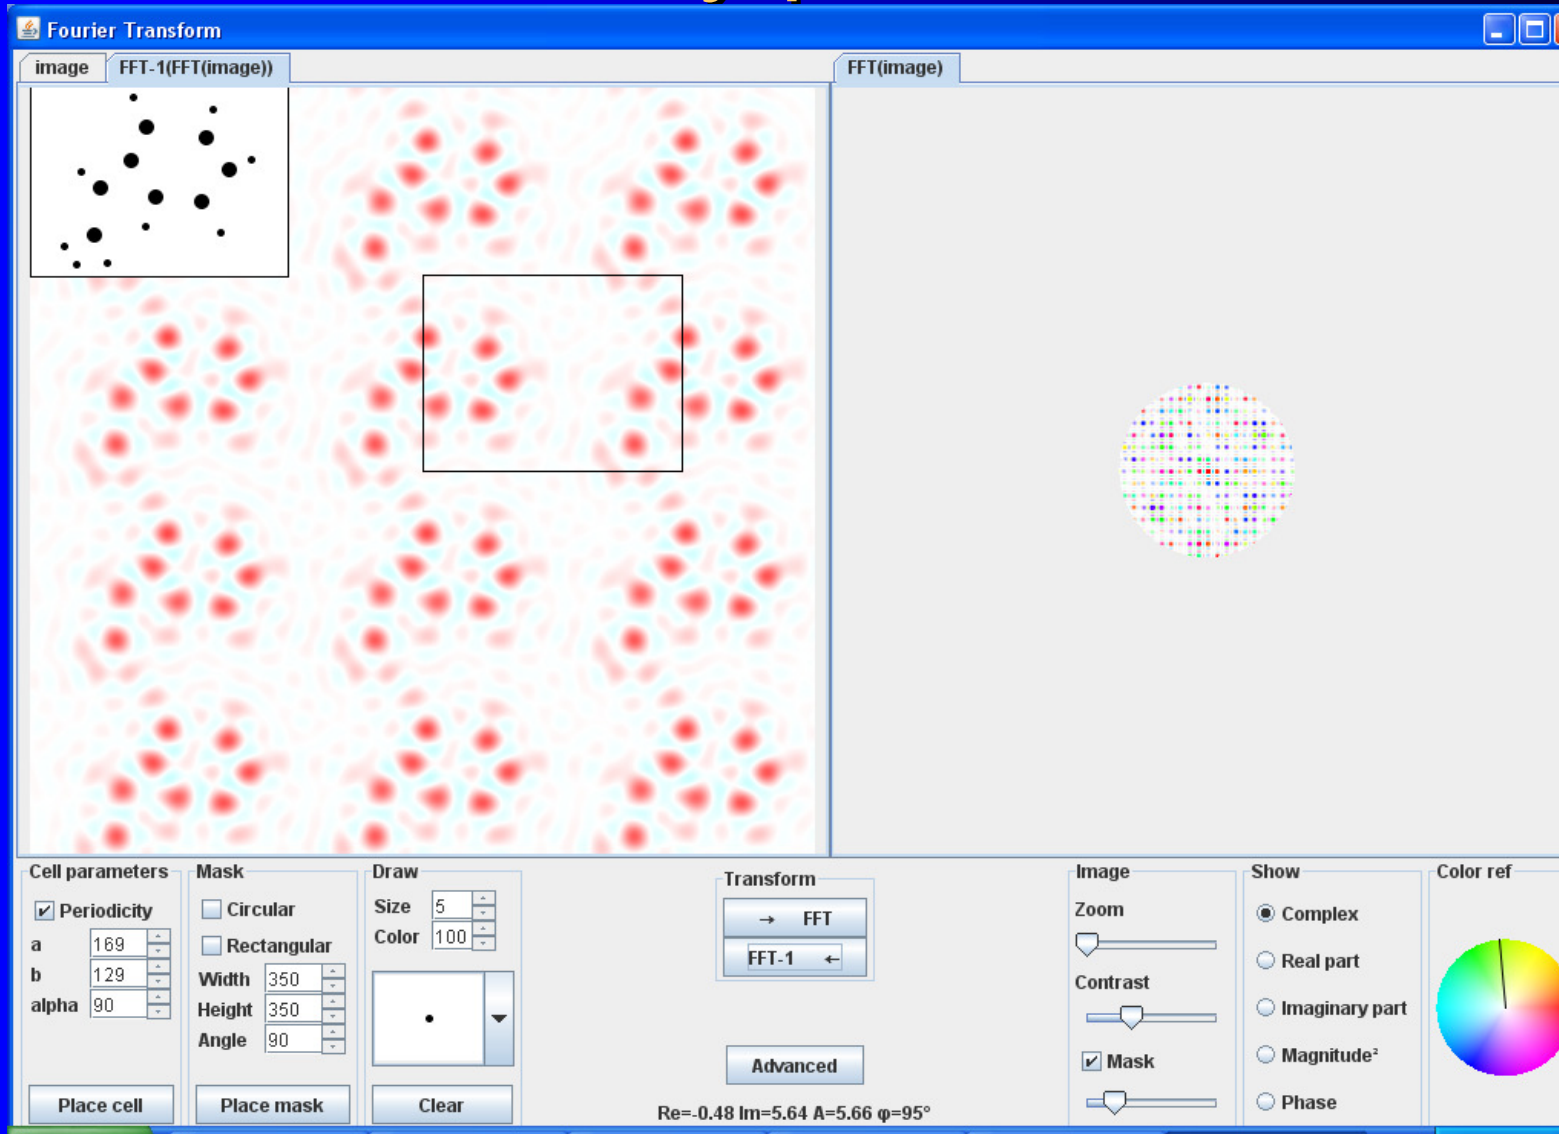 Fourier Transform
image FFT-1(FFT(image)) FFT(image)
Cell parameters
Periodicity
a 169
b 129
alpha 90
Place cell
Mask
Circular
Rectangular
Width 350
Height 350
Angle 90
Place mask
Draw
Size 5
Color 100
Clear
Transform
→ FFT
FFT-1 ←
Advanced
Re=-0.48 Im=5.64 A=5.66 φ=95°
Image
Zoom
Contrast
Mask
Show
Complex
Real part
Imaginary part
Magnitude²
Phase
Color ref